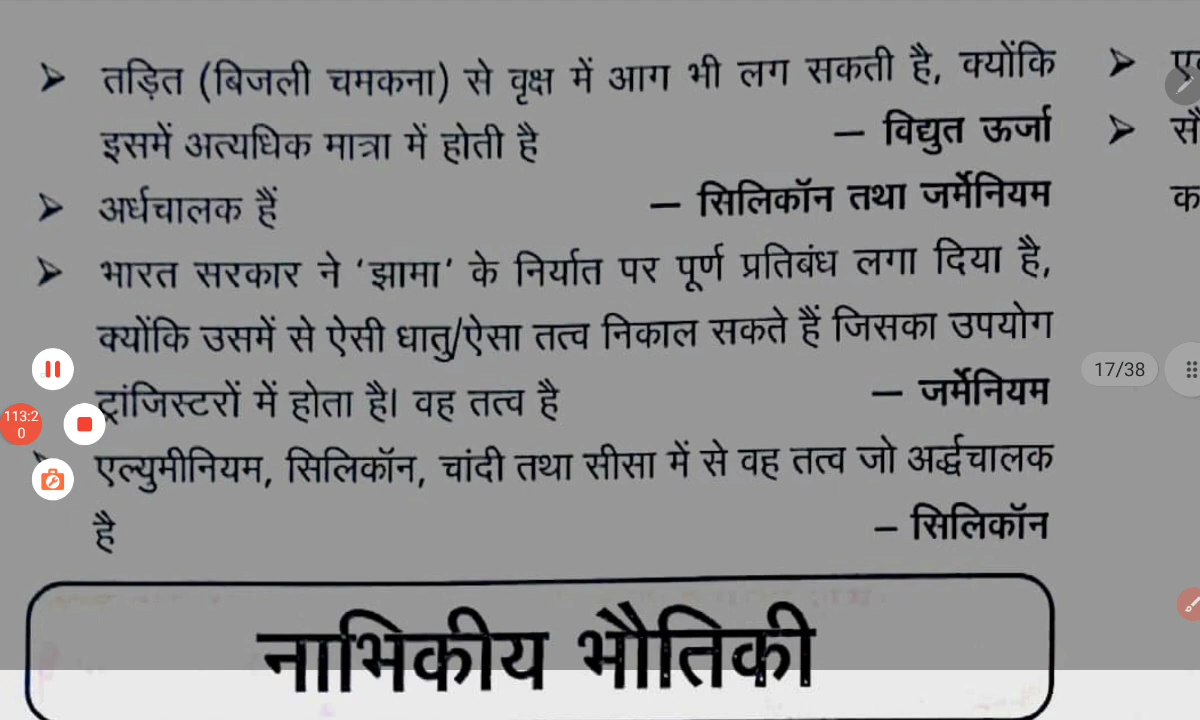 ➤ तड़ित (बिजली चमकना) से वृक्ष में आग भी लग सकती है, क्योंकि
इसमें अत्यधिक मात्रा में होती है – विद्युत ऊर्जा
➤ अर्धचालक हैं – सिलिकॉन तथा जर्मेनियम
➤ भारत सरकार ने ‘झामा’ के निर्यात पर पूर्ण प्रतिबंध लगा दिया है,
क्योंकि उसमें से ऐसी धातु/ऐसा तत्व निकाल सकते हैं जिसका उपयोग
ट्रांजिस्टरों में होता है। वह तत्व है – जर्मेनियम
एल्युमीनियम, सिलिकॉन, चांदी तथा सीसा में से वह तत्व जो अर्द्धचालक
है – सिलिकॉन
नाभिकीय भौतिकी
17/38
113:2
0